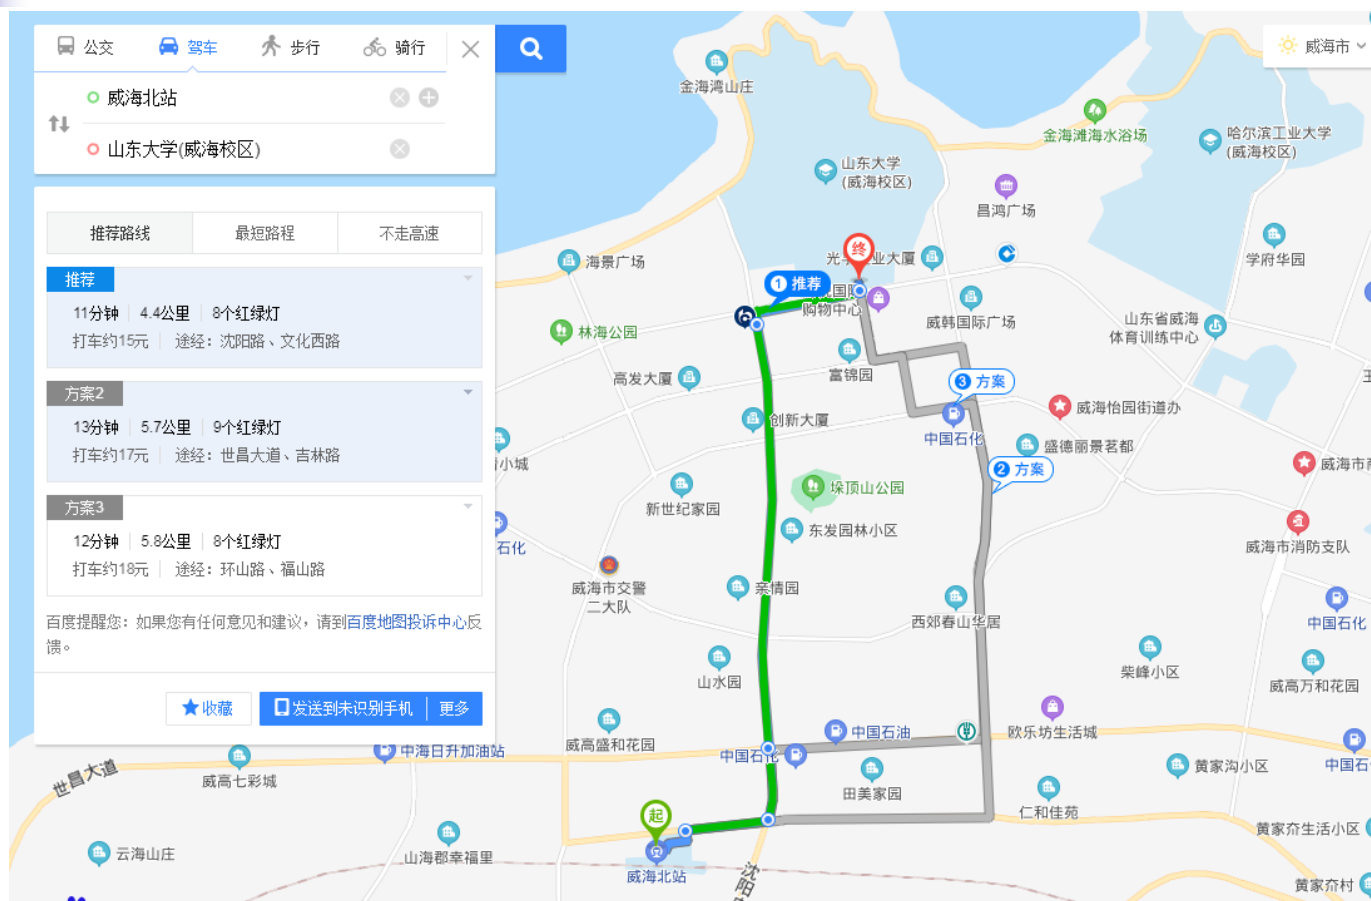 公交
驾车
步行
骑行
威海北站
山东大学(威海校区)
推荐路线
最短路程
不走高速
推荐
11分钟 4.4公里 8个红绿灯
打车约15元 途经：沈阳路、文化西路
方案2
13分钟 5.7公里 9个红绿灯
打车约17元 途经：世昌大道、吉林路
方案3
12分钟 5.8公里 8个红绿灯
打车约18元 途经：环山路、福山路
百度提醒您：如果您有任何意见和建议，请到百度地图投诉中心反
馈。
收藏
发送到未识别手机
更多
威海市
金海湾山庄
金海滩海水浴场
哈尔滨工业大学
(威海校区)
山东大学
(威海校区)
昌鸿广场
学府华园
海景广场
终
1 推荐
购物中心
威韩国际广场
山东省威海
体育训练中心
林海公园
高发大厦
富锦园
3 方案
创新大厦
中国石化
威海怡园街道办
盛德丽景茗都
2 方案
小城
垛顶山公园
新世纪家园
东发园林小区
石化
威海市消防支队
威海市交警
二大队
亲情园
西郊春山华居
中国石化
柴峰小区
山水园
威高万和花园
威高盛和花园
中国石油
欧乐坊生活城
中海日升加油站
中国石化
世昌大道
威高七彩城
黄家沟小区
中国石
田美家园
仁和佳苑
起
黄家夼生活小区
云海山庄
山海郡幸福里
威海北站
沈阳
黄家夼村